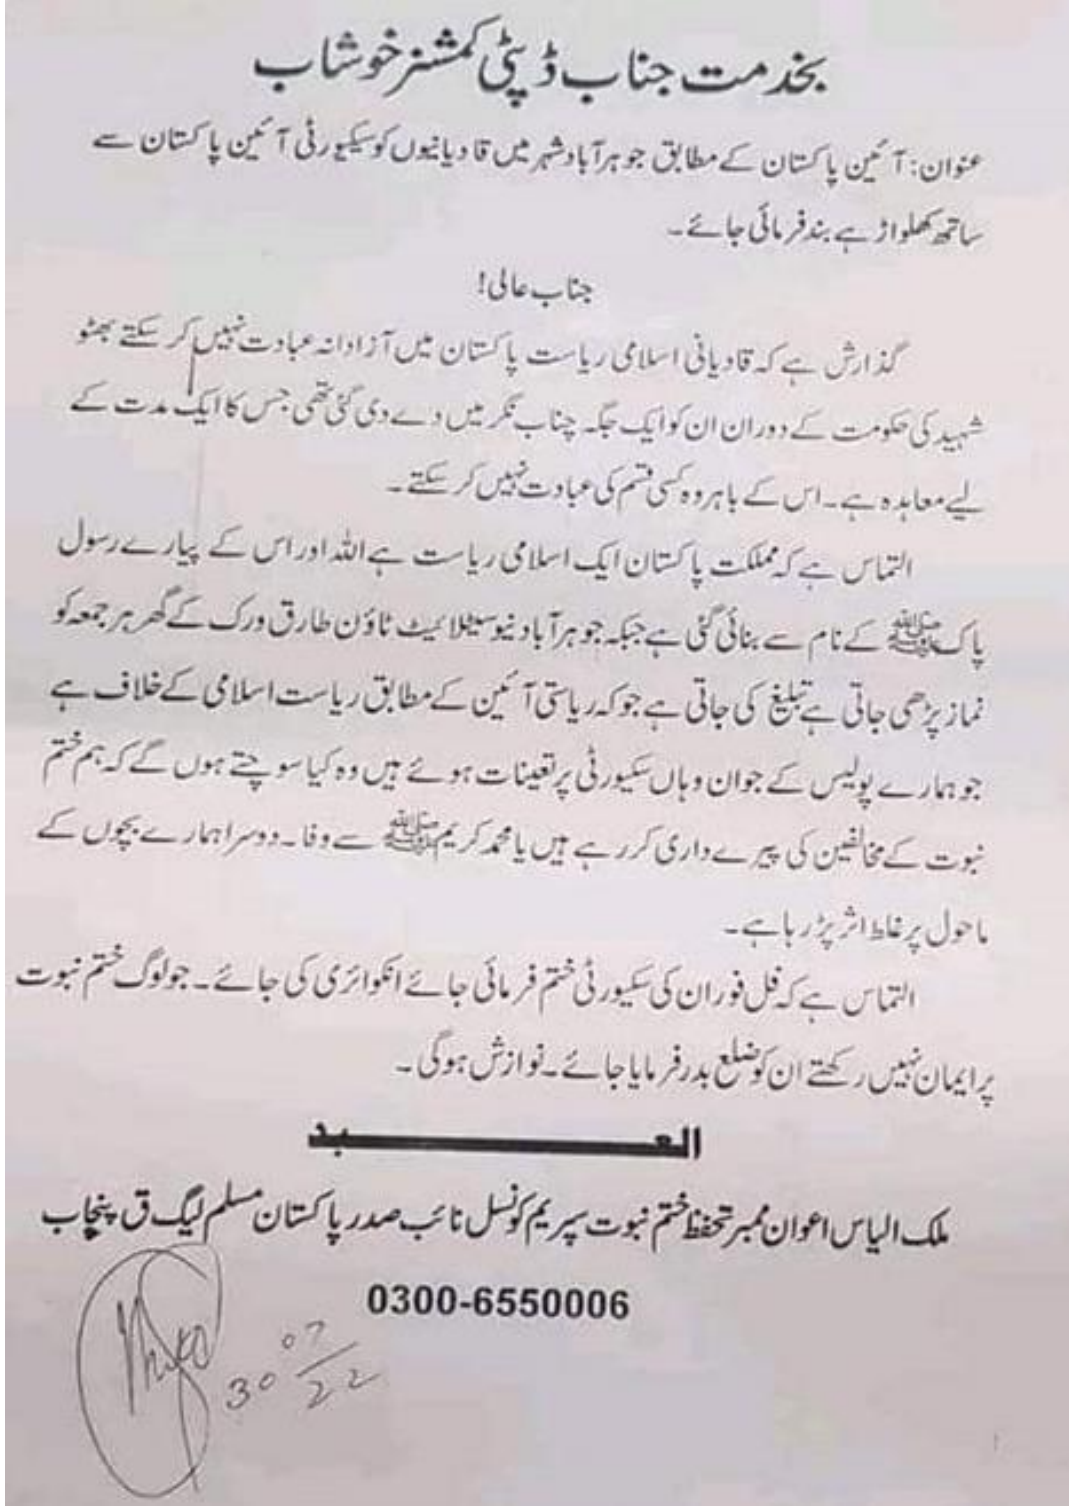 بخدمت جناب ڈپٹی کمشنر خوشاب
عنوان: آئین پاکستان کے مطابق جوہرآباد شہر میں قادیانیوں کو سیکیورٹی آئین پاکستان سے
ساتھ کھلواڑ ہے بند فرمائی جائے۔
جناب عالی!
گذارش ہے کہ قادیانی اسلامی ریاست پاکستان میں آزادانہ عبادت نہیں کر سکتے بھٹو
شہید کی حکومت کے دوران ان کو ایک جگہ چناب نگر میں دے دی گئی تھی جس کا ایک مدت کے
لیے معاہدہ ہے۔ اس کے باہر وہ کسی قسم کی عبادت نہیں کر سکتے۔
التماس ہے کہ مملکت پاکستان ایک اسلامی ریاست ہے اللہ اور اس کے پیارے رسول
پاک ﷺ کے نام سے بنائی گئی ہے جبکہ جوہرآباد نیو سیٹلائیٹ ٹاؤن طارق ورک کے گھر ہر جمعہ کو
نماز پڑھی جاتی ہے تبلیغ کی جاتی ہے جو کہ ریاستی آئین کے مطابق ریاست اسلامی کے خلاف ہے
جو ہمارے پولیس کے جوان وہاں سکیورٹی پر تعینات ہوئے ہیں وہ کیا سوچتے ہوں گے کہ ہم ختم
نبوت کے مخالفین کی پیرے داری کر رہے ہیں یا محمد کریم ﷺ سے وفا۔ دوسرا ہمارے بچوں کے
ماحول پر غلط اثر پڑ رہا ہے۔
التماس ہے کہ فل فور ان کی سکیورٹی ختم فرمائی جائے انکوائری کی جائے۔ جو لوگ ختم نبوت
پر ایمان نہیں رکھتے ان کو ضلع بدر فرمایا جائے۔ نوازش ہوگی۔
العبد
ملک الیاس اعوان ممبر تحفظ ختم نبوت سپریم کونسل نائب صدر پاکستان مسلم لیگ ق پنجاب
0300-6550006
30 07/22